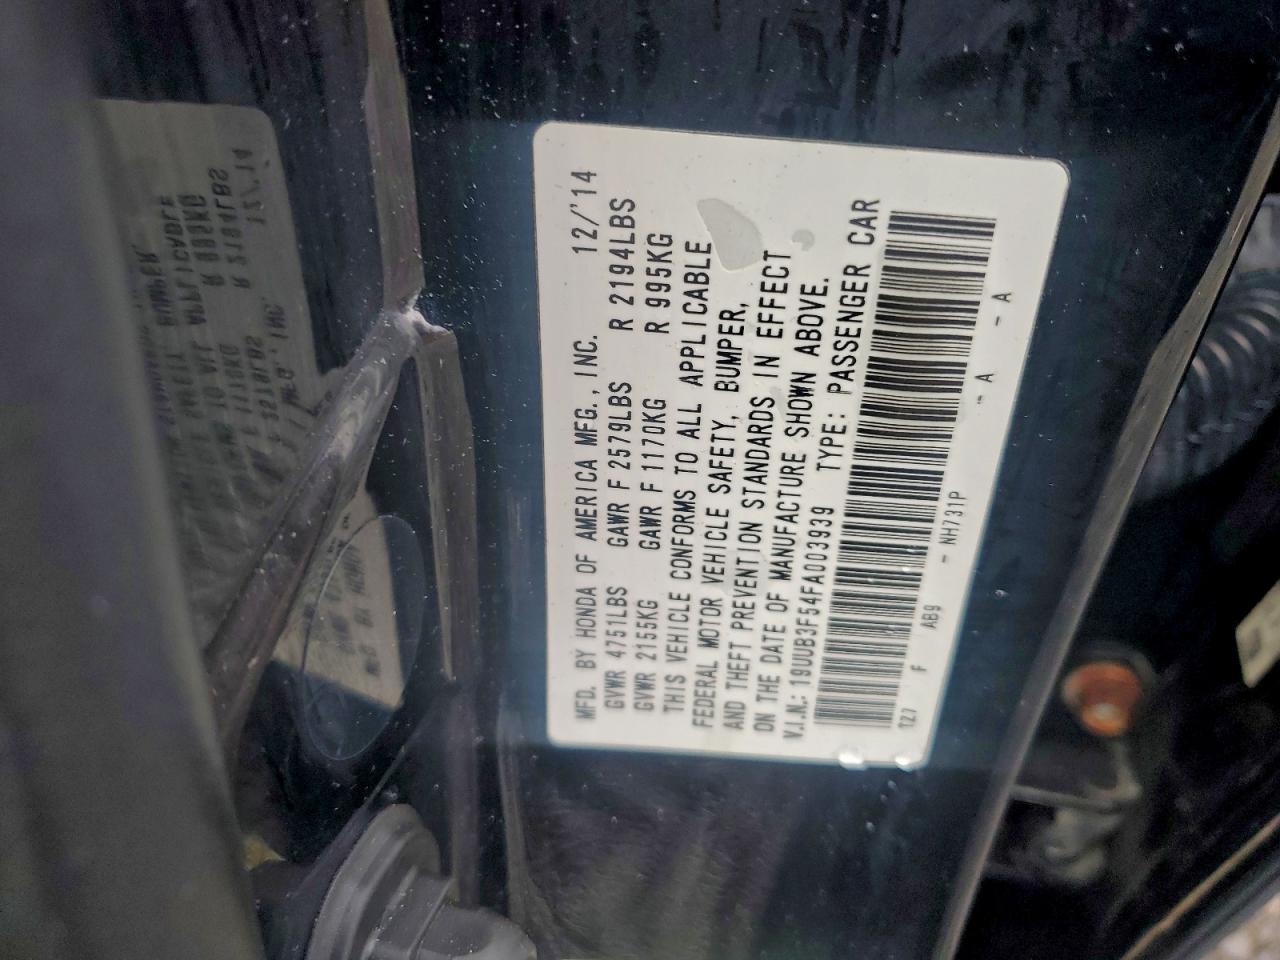 MFD. BY HONDA OF AMERICA MFG., INC. 12/'14
GVWR 4751LBS GAWR F 2579LBS R 2194LBS
GVWR 2155KG GAWR F 1170KG R 995KG
THIS VEHICLE CONFORMS TO ALL APPLICABLE
FEDERAL MOTOR VEHICLE SAFETY, BUMPER,
AND THEFT PREVENTION STANDARDS IN EFFECT
ON THE DATE OF MANUFACTURE SHOWN ABOVE.
V.I.N.: 19UUB3F54FA003939 TYPE: PASSENGER CAR
TZ7 F AB9 - NH731P - A - A